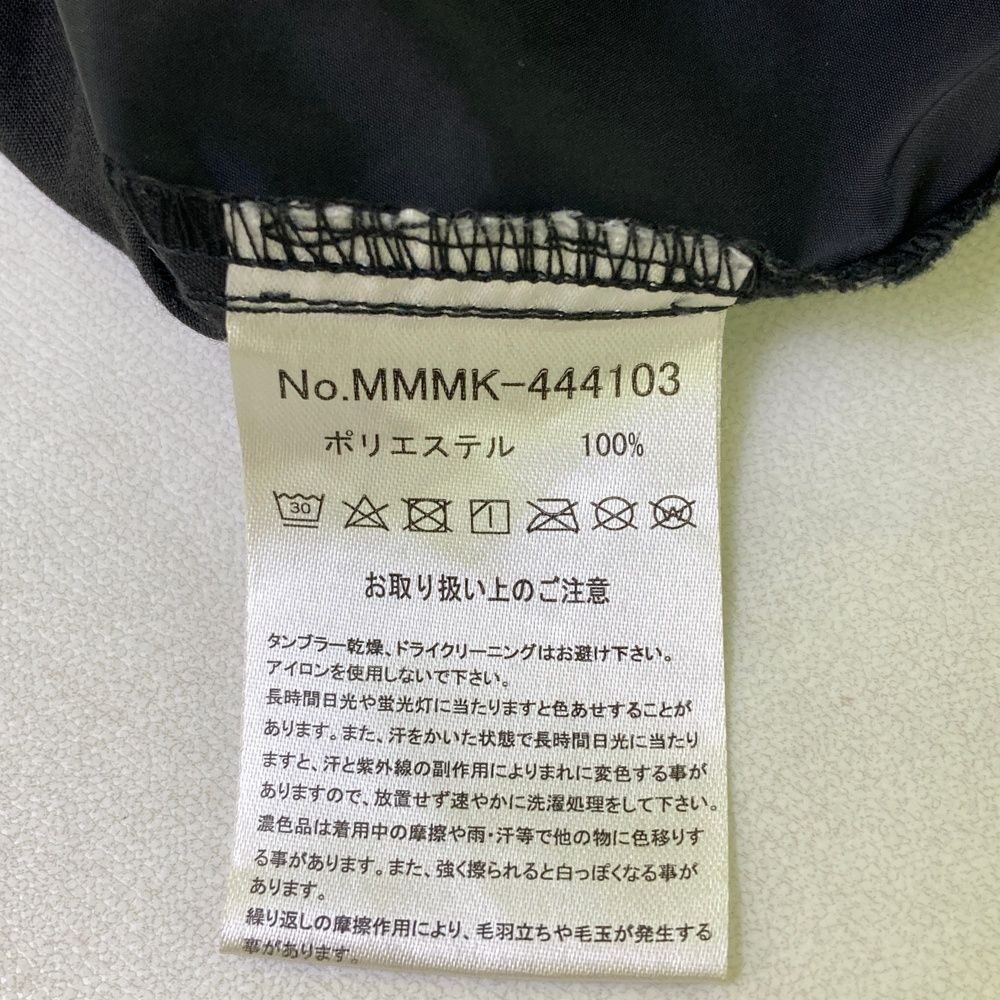 No.MMMK-444103
ポリエステル 100%
30
W
お取り扱い上のご注意
タンブラー乾燥、ドライクリーニングはお避け下さい。
アイロンを使用しないで下さい。
長時間日光や蛍光灯に当たりますと色あせすることが
あります。また、汗をかいた状態で長時間日光に当たり
ますと、汗と紫外線の副作用によりまれに変色する事が
ありますので、放置せず速やかに洗濯処理をして下さい。
濃色品は着用中の摩擦や雨・汗等で他の物に色移りす
る事があります。また、強く擦られると白っぽくなる事が
あります。
繰り返しの摩擦作用により、毛羽立ちや毛玉が発生する
事があります。